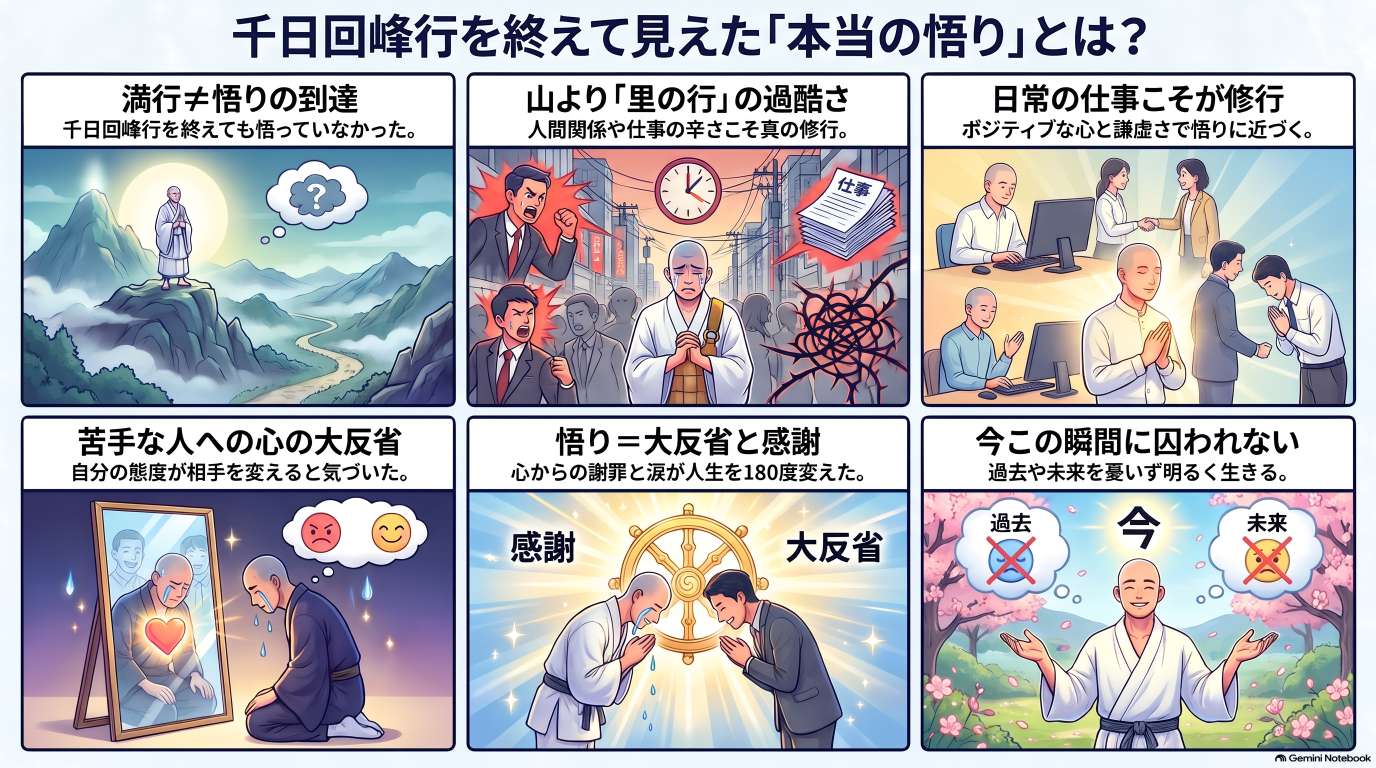 千日回峰行を終えて見えた「本当の悟り」とは？
満行≠悟りの到達
千日回峰行を終えても悟っていなかった。
?
山より「里の行」の過酷さ
人間関係や仕事の辛さこそ真の修行。
仕事
日常の仕事こそが修行
ポジティブな心と謙虚さで悟りに近づく。
苦手な人への心の大反省
自分の態度が相手を変えると気づいた。
悟り＝大反省と感謝
心からの謝罪と涙が人生を180度変えた。
感謝
大反省
今この瞬間に囚われない
過去や未来を憂いず明るく生きる。
過去
今
未来
Gemini Notebook